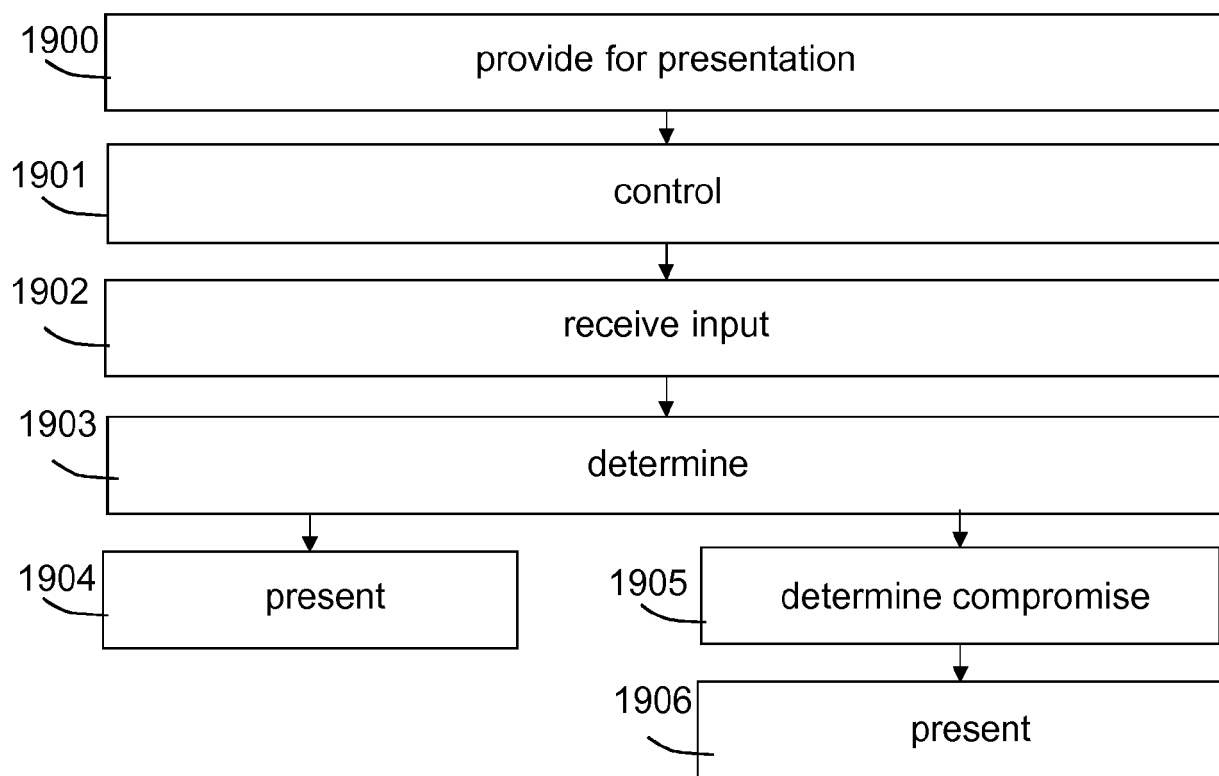 1900
provide for presentation
1901
control
1902
receive input
1903
determine
1904
present
1905
determine compromise
1906
present